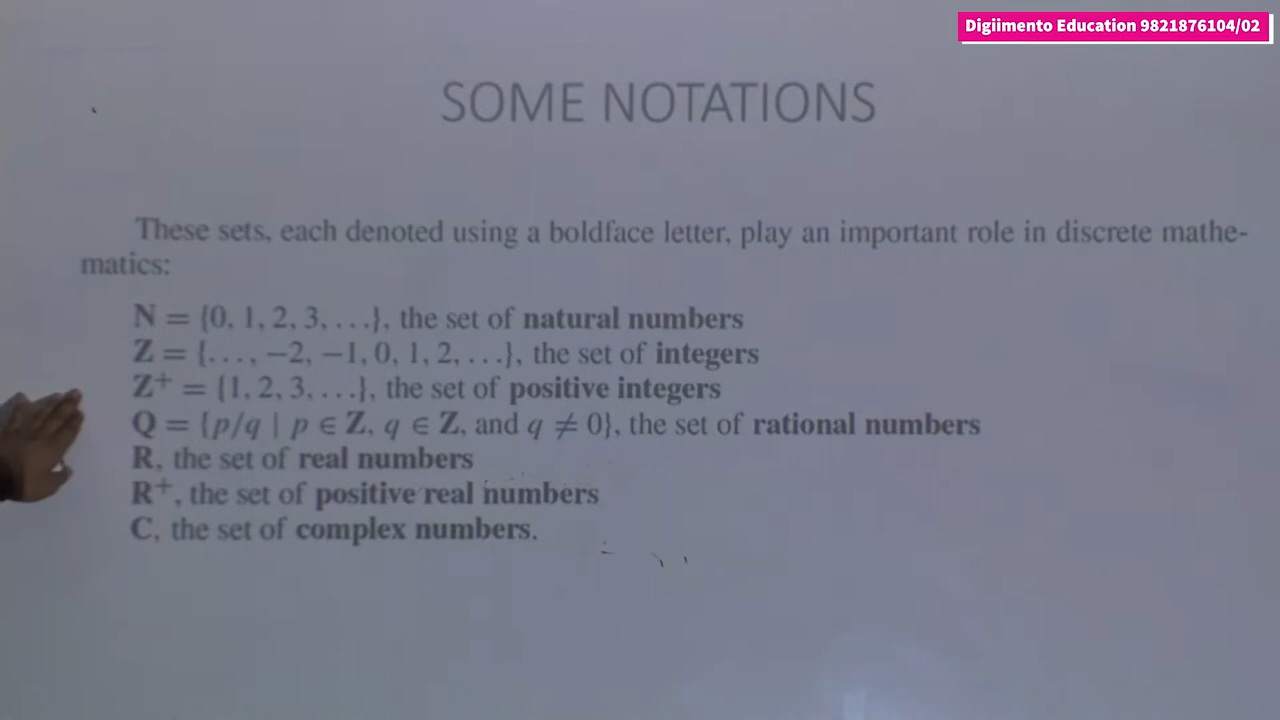 Digiimento Education 9821876104/02
SOME NOTATIONS
These sets, each denoted using a boldface letter, play an important role in discrete mathe-
matics:
N = {0, 1, 2, 3, . . .}, the set of natural numbers
Z = {. . . , −2, −1, 0, 1, 2, . . .}, the set of integers
Z⁺ = {1, 2, 3, . . .}, the set of positive integers
Q = {p/q | p ∈ Z, q ∈ Z, and q ≠ 0}, the set of rational numbers
R, the set of real numbers
R⁺, the set of positive real numbers
C, the set of complex numbers.